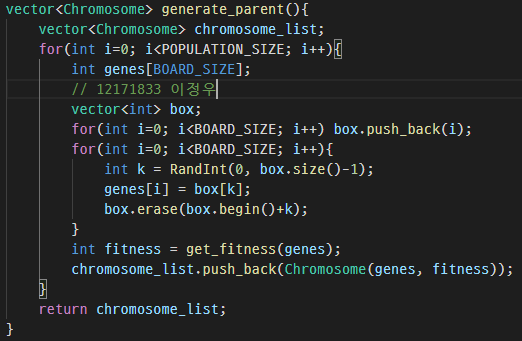 vector<Chromosome> generate_parent(){
    vector<Chromosome> chromosome_list;
    for(int i=0; i<POPULATION_SIZE; i++){
        int genes[BOARD_SIZE];
        // 12171833 이정우
        vector<int> box;
        for(int i=0; i<BOARD_SIZE; i++) box.push_back(i);
        for(int i=0; i<BOARD_SIZE; i++){
            int k = RandInt(0, box.size()-1);
            genes[i] = box[k];
            box.erase(box.begin()+k);
        }
        int fitness = get_fitness(genes);
        chromosome_list.push_back(Chromosome(genes, fitness));
    }
    return chromosome_list;
}